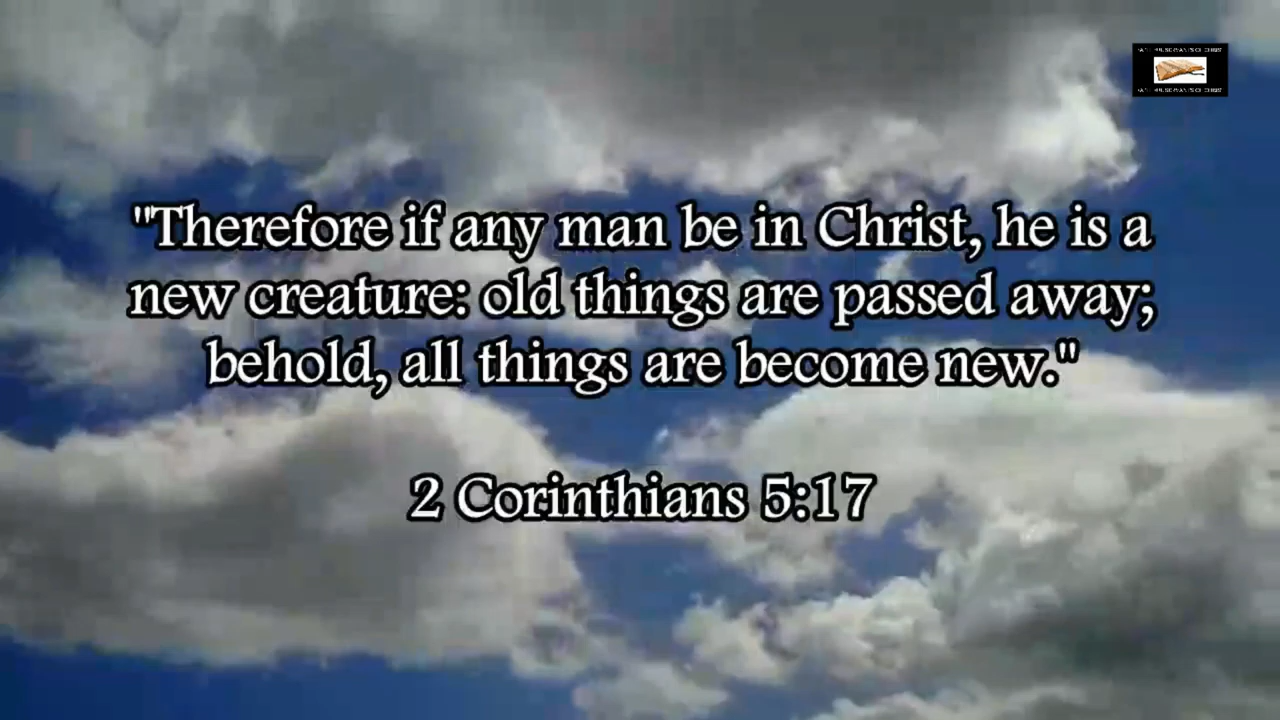 "Therefore if any man be in Christ, he is a
new creature: old things are passed away;
behold, all things are become new."
2 Corinthians 5:17